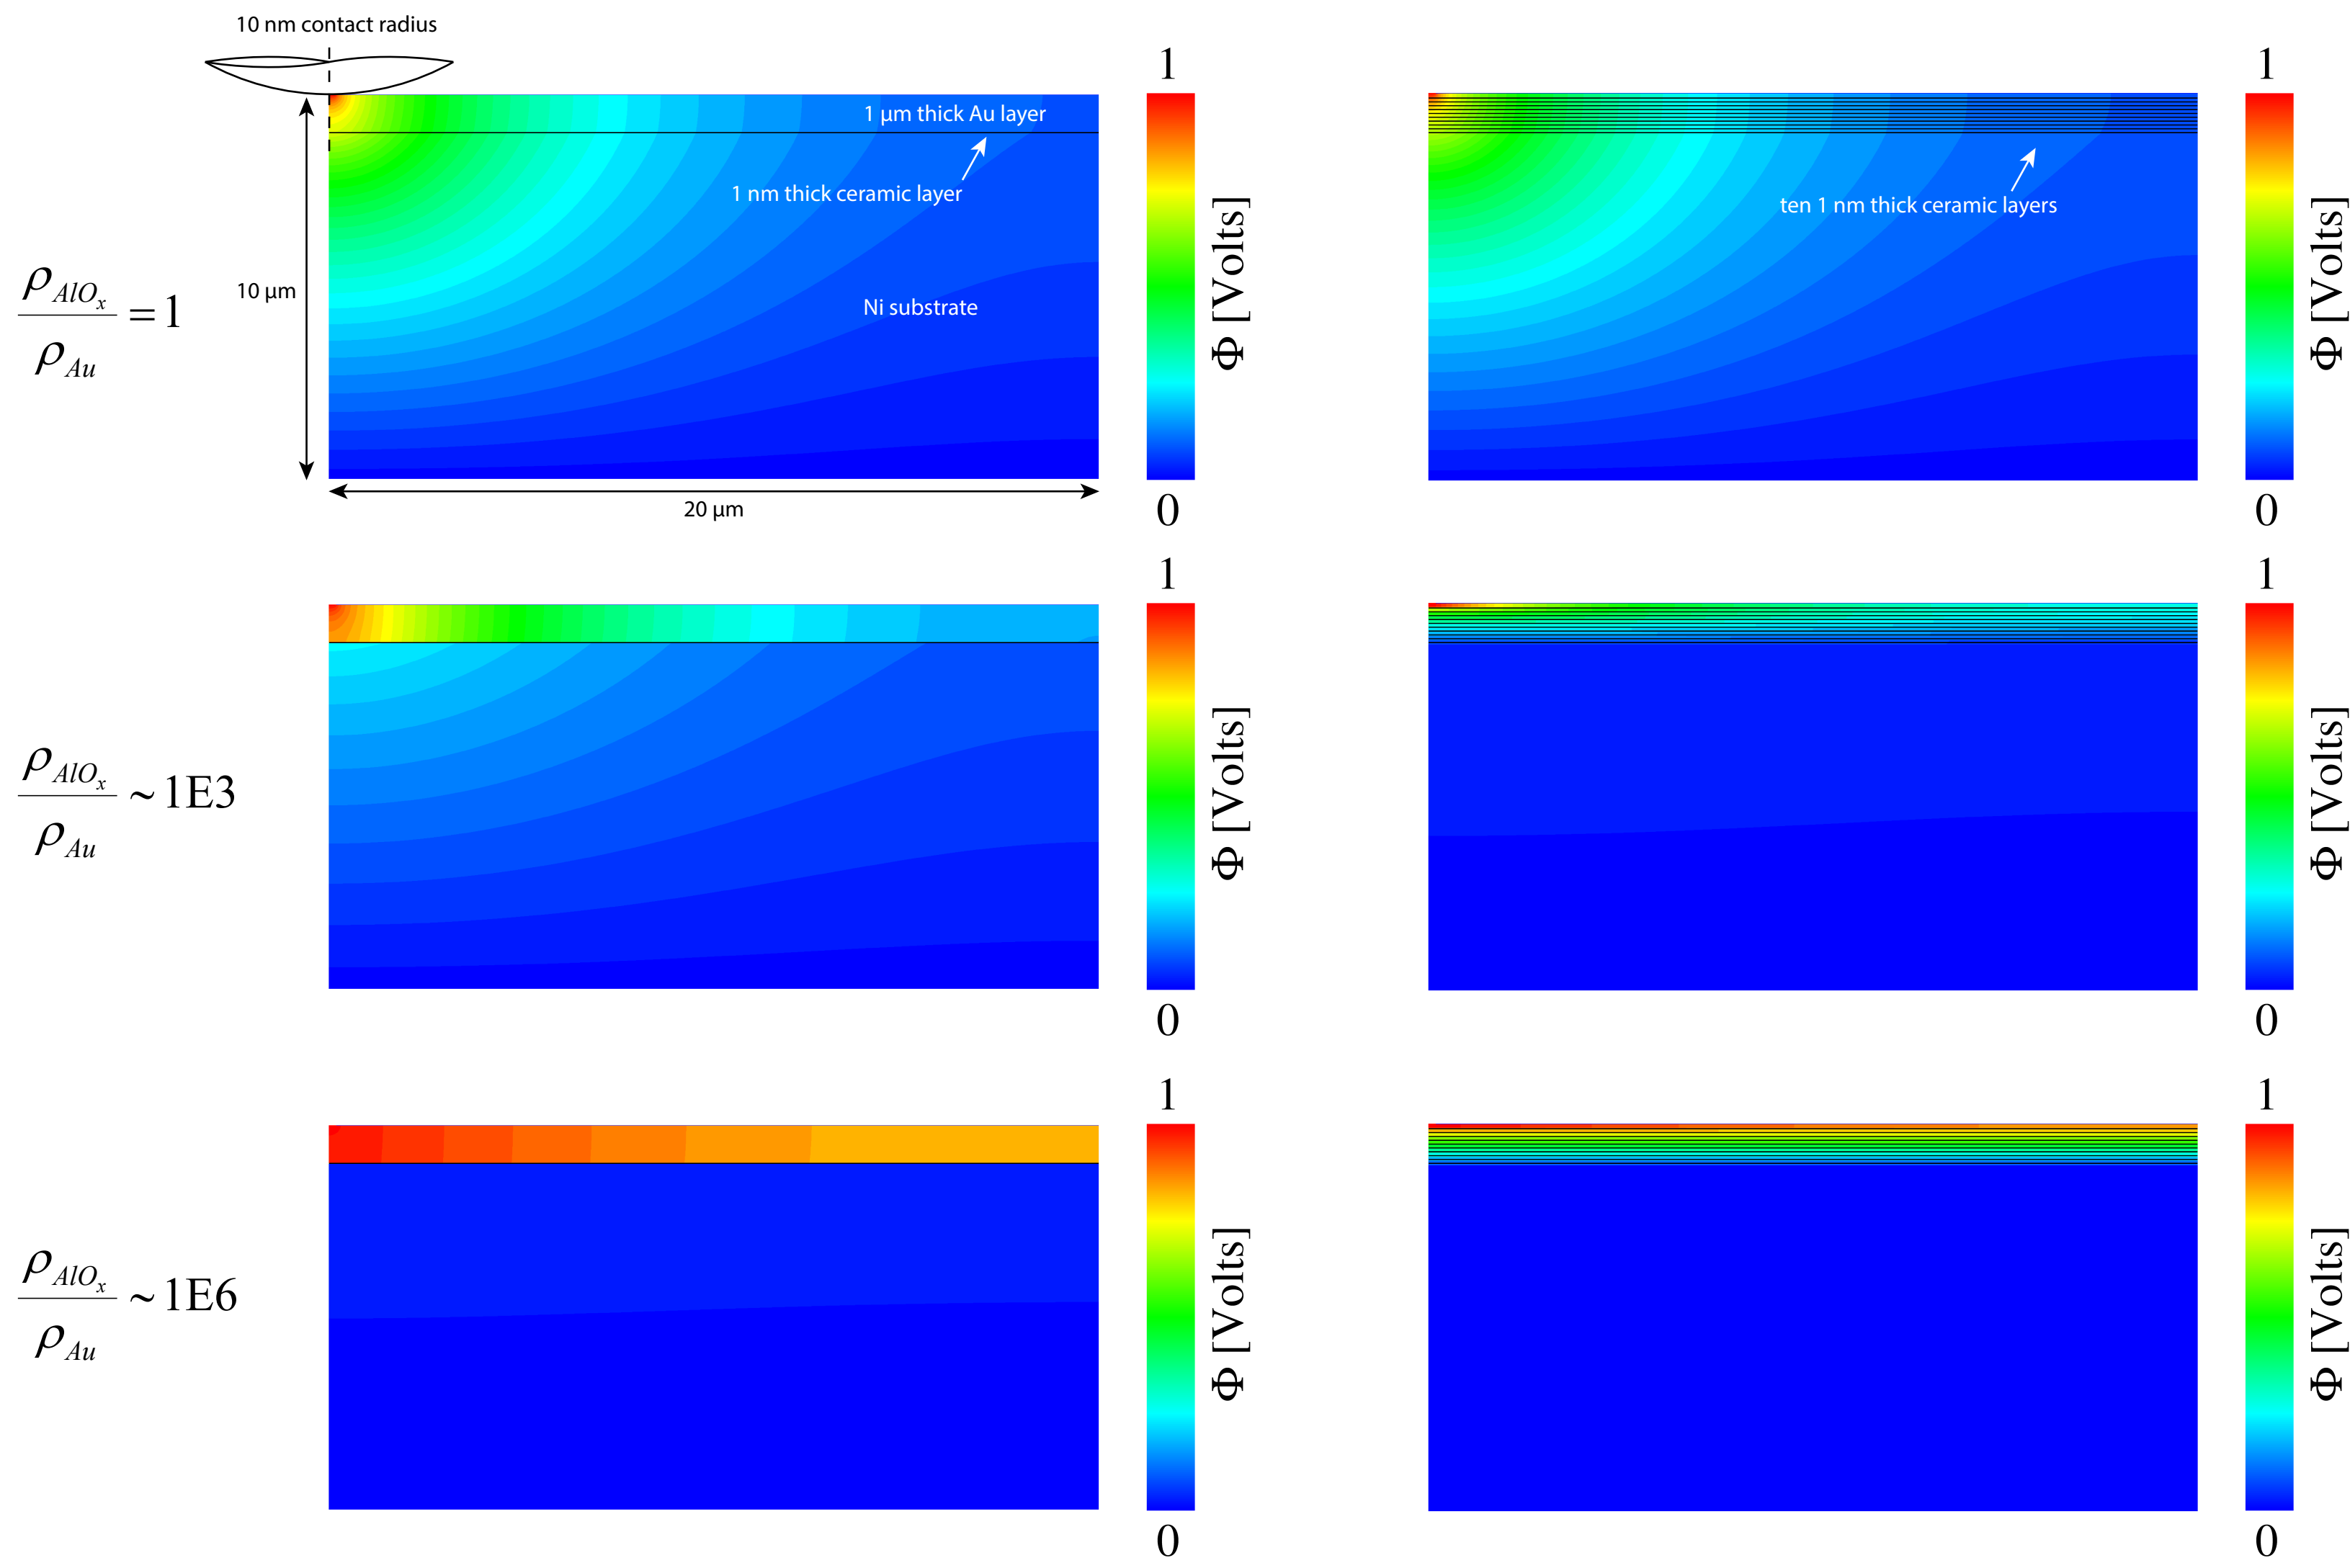 10 nm contact radius
1
1
1 μm thick Au layer
1 nm thick ceramic layer
ten 1 nm thick ceramic layers
Φ [Volts]
Φ [Volts]
ρ_AlOx / ρ_Au = 1
10 μm
Ni substrate
20 μm
0
0
1
1
ρ_AlOx / ρ_Au ~ 1E3
Φ [Volts]
Φ [Volts]
0
0
1
1
ρ_AlOx / ρ_Au ~ 1E6
Φ [Volts]
Φ [Volts]
0
0